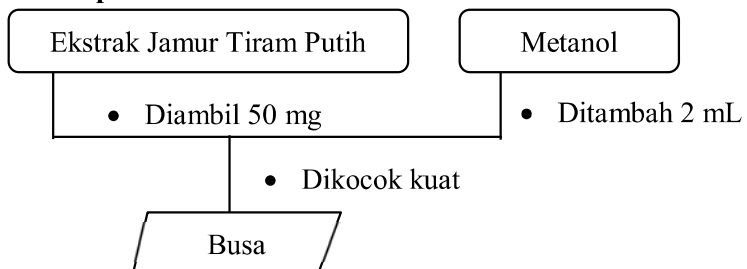 Ekstrak Jamur Tiram Putih
Metanol
• Diambil 50 mg
• Ditambah 2 mL
• Dikocok kuat
Busa